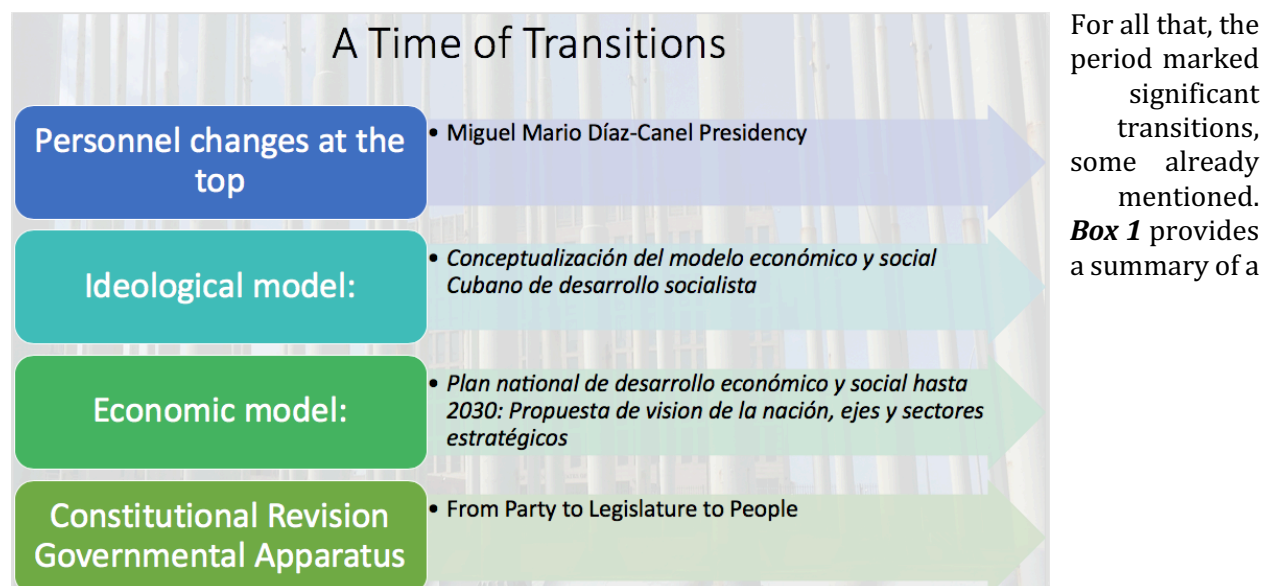 A Time of Transitions
Personnel changes at the
top
• Miguel Mario Díaz-Canel Presidency
Ideological model:
• Conceptualización del modelo económico y social
Cubano de desarrollo socialista
Economic model:
• Plan national de desarrollo económico y social hasta
2030: Propuesta de vision de la nación, ejes y sectores
estratégicos
Constitutional Revision
Governmental Apparatus
• From Party to Legislature to People
For all that, the
period marked
significant
transitions,
some already
mentioned.
Box 1 provides
a summary of a